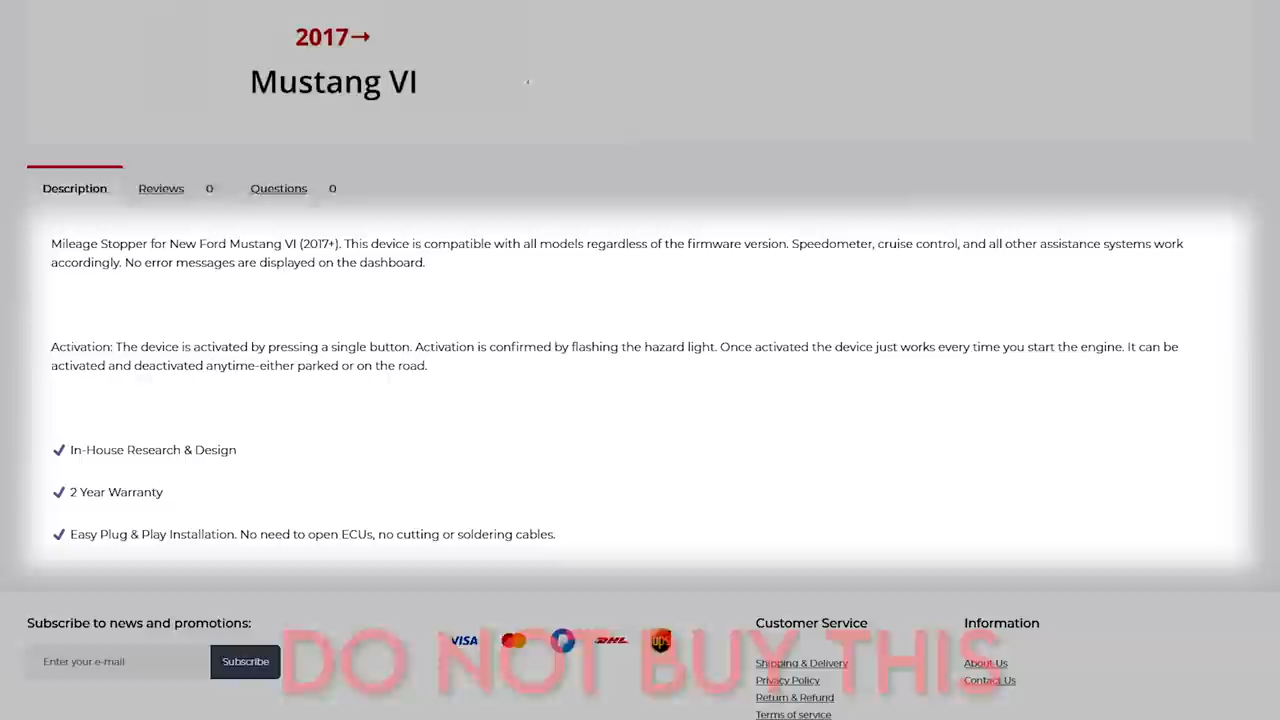 2017→
Mustang VI
Description Reviews 0 Questions 0
Mileage Stopper for New Ford Mustang VI (2017+). This device is compatible with all models regardless of the firmware version. Speedometer, cruise control, and all other assistance systems work
accordingly. No error messages are displayed on the dashboard.
Activation: The device is activated by pressing a single button. Activation is confirmed by flashing the hazard light. Once activated the device just works every time you start the engine. It can be
activated and deactivated anytime-either parked or on the road.
✔ In-House Research & Design
✔ 2 Year Warranty
✔ Easy Plug & Play Installation. No need to open ECUs, no cutting or soldering cables.
Subscribe to news and promotions:
Enter your e-mail Subscribe
VISA DHL ups
DO NOT BUY THIS
Customer Service
Shipping & Delivery
Privacy Policy
Return & Refund
Terms of service
Information
About Us
Contact Us